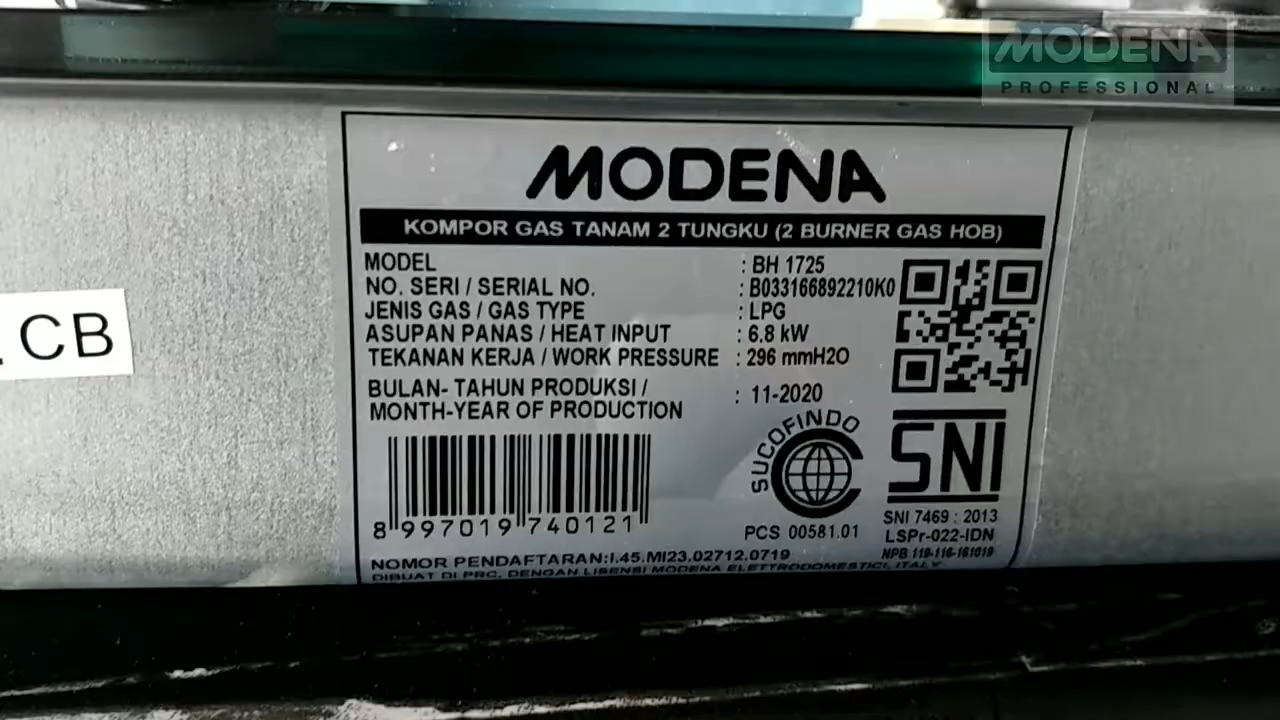 MODENA
PROFESSIONAL
MODENA
KOMPOR GAS TANAM 2 TUNGKU (2 BURNER GAS HOB)
MODEL : BH 1725
NO. SERI / SERIAL NO. : B033166892210K0
JENIS GAS / GAS TYPE : LPG
ASUPAN PANAS / HEAT INPUT : 6.8 kW
TEKANAN KERJA / WORK PRESSURE : 296 mmH2O
BULAN- TAHUN PRODUKSI /
MONTH-YEAR OF PRODUCTION : 11-2020
CB
SUCOFINDO
SNI
8 997019 740121
PCS 00581.01
SNI 7469 : 2013
LSPr-022-IDN
NPB 119-116-161019
NOMOR PENDAFTARAN:I.45.MI23.02712.0719
DIBUAT DI PRC, DENGAN LISENSI MODENA ELETTRODOMESTICI, ITALY